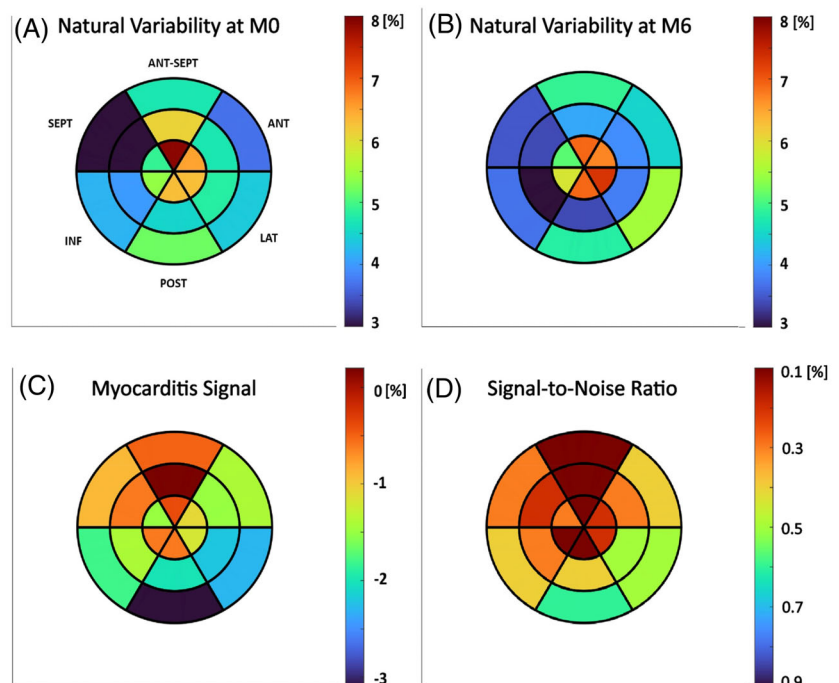 (A) Natural Variability at M0
8 [%]
7
6
5
4
3
ANT-SEPT
SEPT
ANT
INF
LAT
POST
(B) Natural Variability at M6
8 [%]
7
6
5
4
3
(C) Myocarditis Signal
0 [%]
-1
-2
-3
(D) Signal-to-Noise Ratio
0.1 [%]
0.3
0.5
0.7
0.9